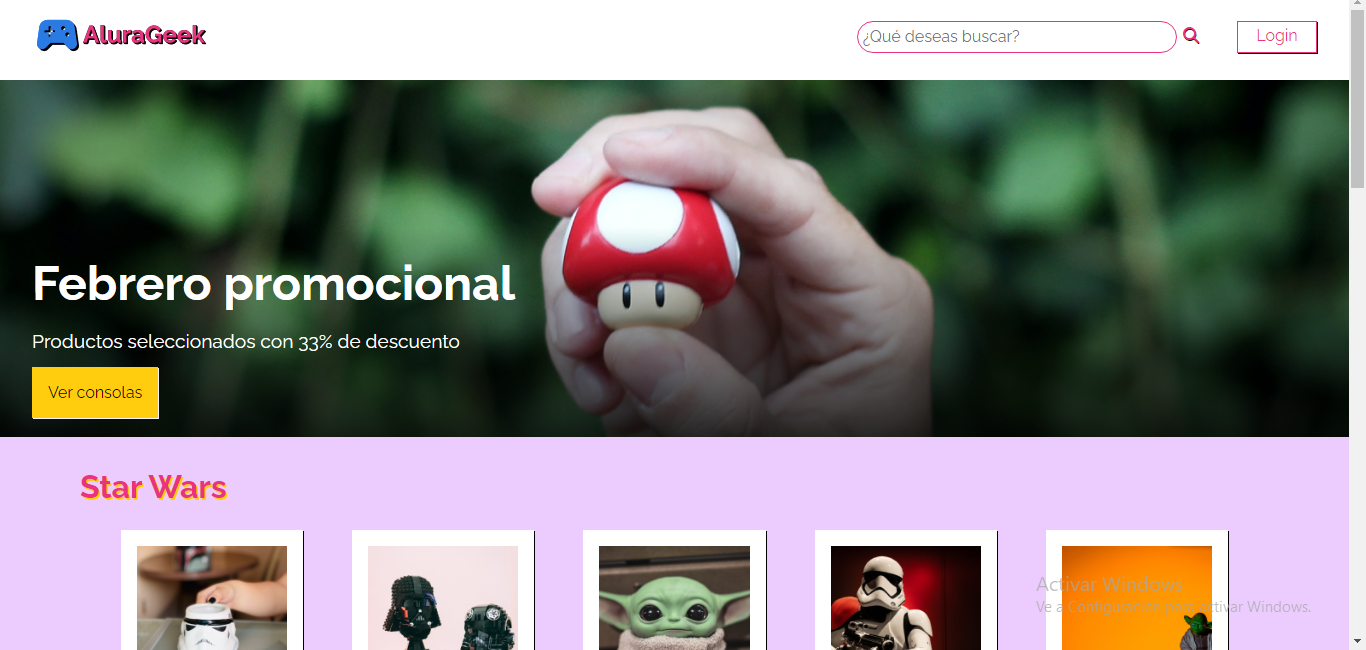 AluraGeek
¿Qué deseas buscar?
Login
Febrero promocional
Productos seleccionados con 33% de descuento
Ver consolas
Star Wars
Activar Windows
Ve a Configuración para activar Windows.